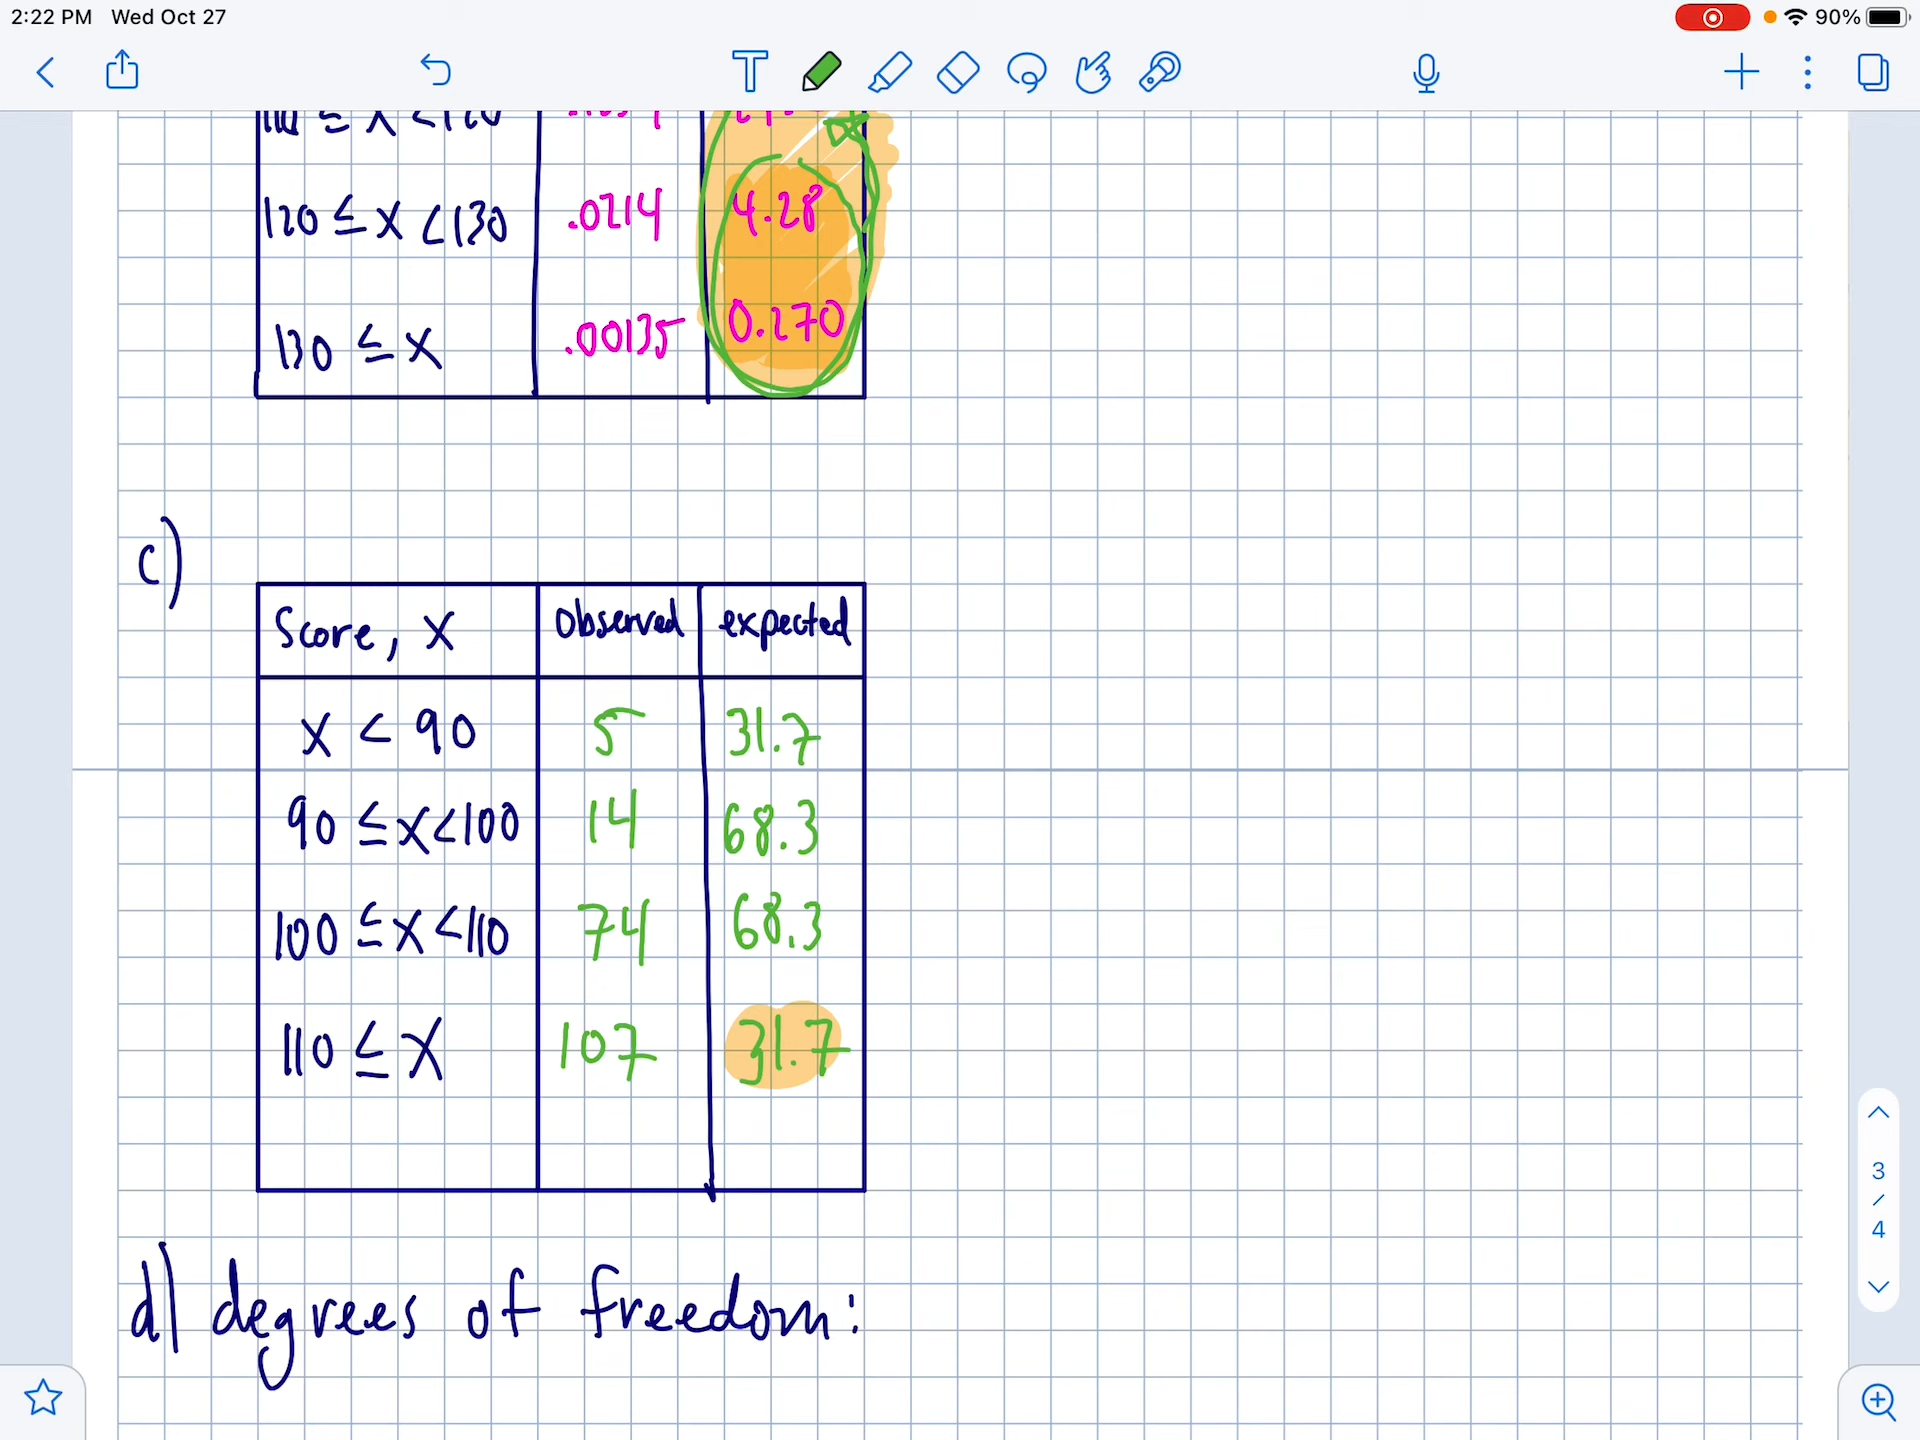 2:22 PM Wed Oct 27
90%
T
120 ≤ x < 130 .0214 4.28
130 ≤ x .00135 0.270
c)
Score, X observed expected
x < 90 5 31.7
90 ≤ x < 100 14 68.3
100 ≤ x < 110 74 68.3
110 ≤ X 107 31.7
3
/
4
d) degrees of freedom: